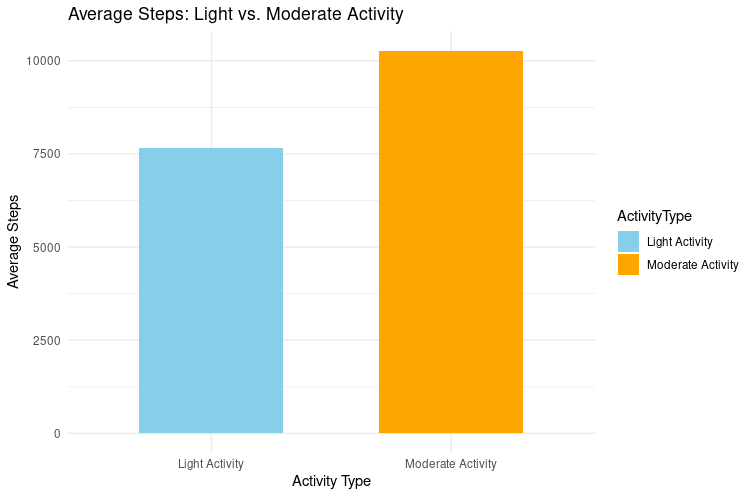 Average Steps: Light vs. Moderate Activity
Average Steps
10000
7500
5000
2500
0
Light Activity
Moderate Activity
Activity Type
ActivityType
Light Activity
Moderate Activity